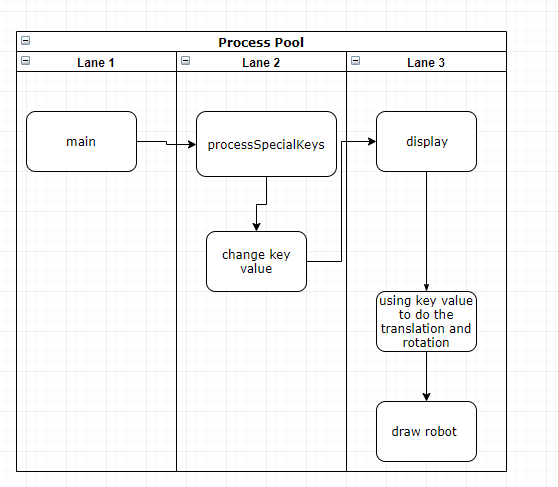 Process Pool
Lane 1
Lane 2
Lane 3
main
processSpecialKeys
display
change key
value
using key value
to do the
translation and
rotation
draw robot